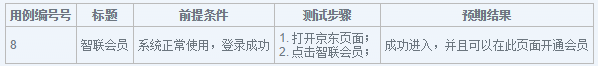 用例编号号 标题 前提条件 测试步骤 预期结果
8 智联会员 系统正常使用，登录成功 1. 打开京东页面； 成功进入，并且可以在此页面开通会员
2. 点击智联会员；